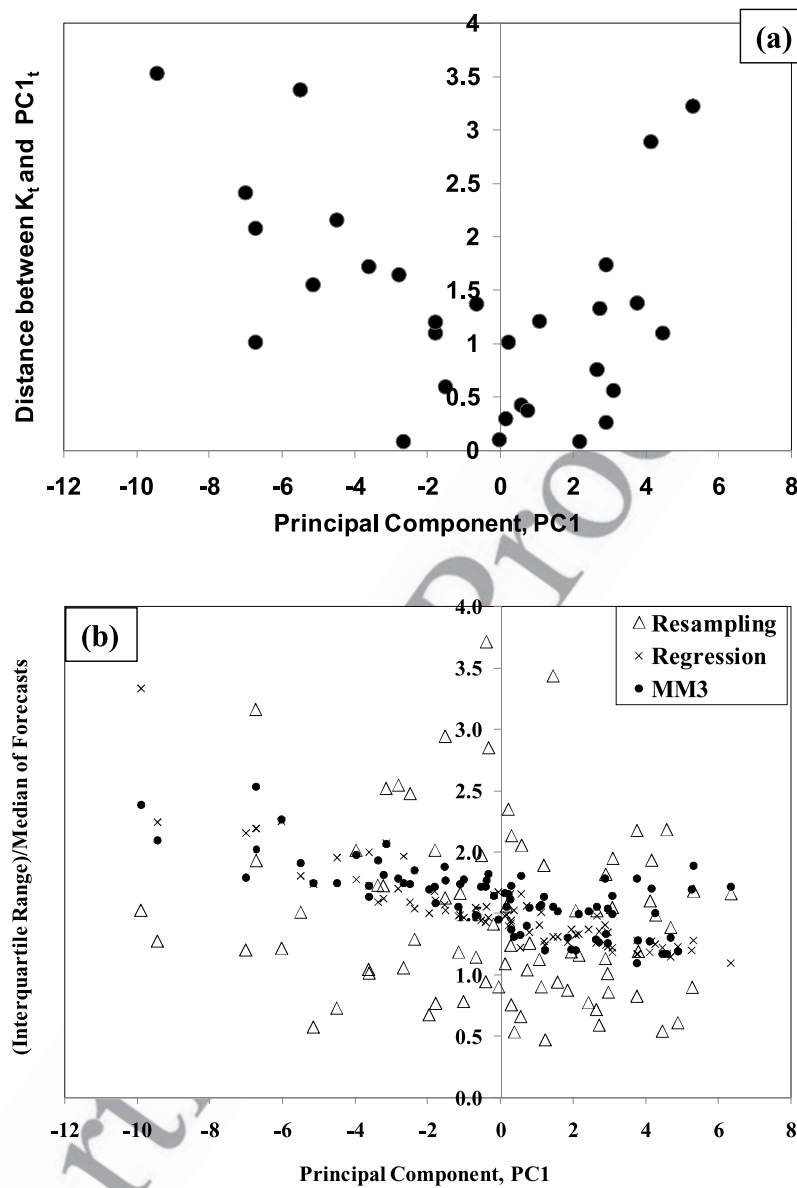 (a)
4
3.5
3
2.5
2
1.5
1
0.5
0
Distance between Kt and PC1t
-12 -10 -8 -6 -4 -2 0 2 4 6 8
Principal Component, PC1
(b)
Resampling
Regression
MM3
4.0
3.5
3.0
2.5
2.0
1.5
1.0
0.5
0.0
(Interquartile Range)/Median of Forecasts
-12 -10 -8 -6 -4 -2 0 2 4 6 8
Principal Component, PC1